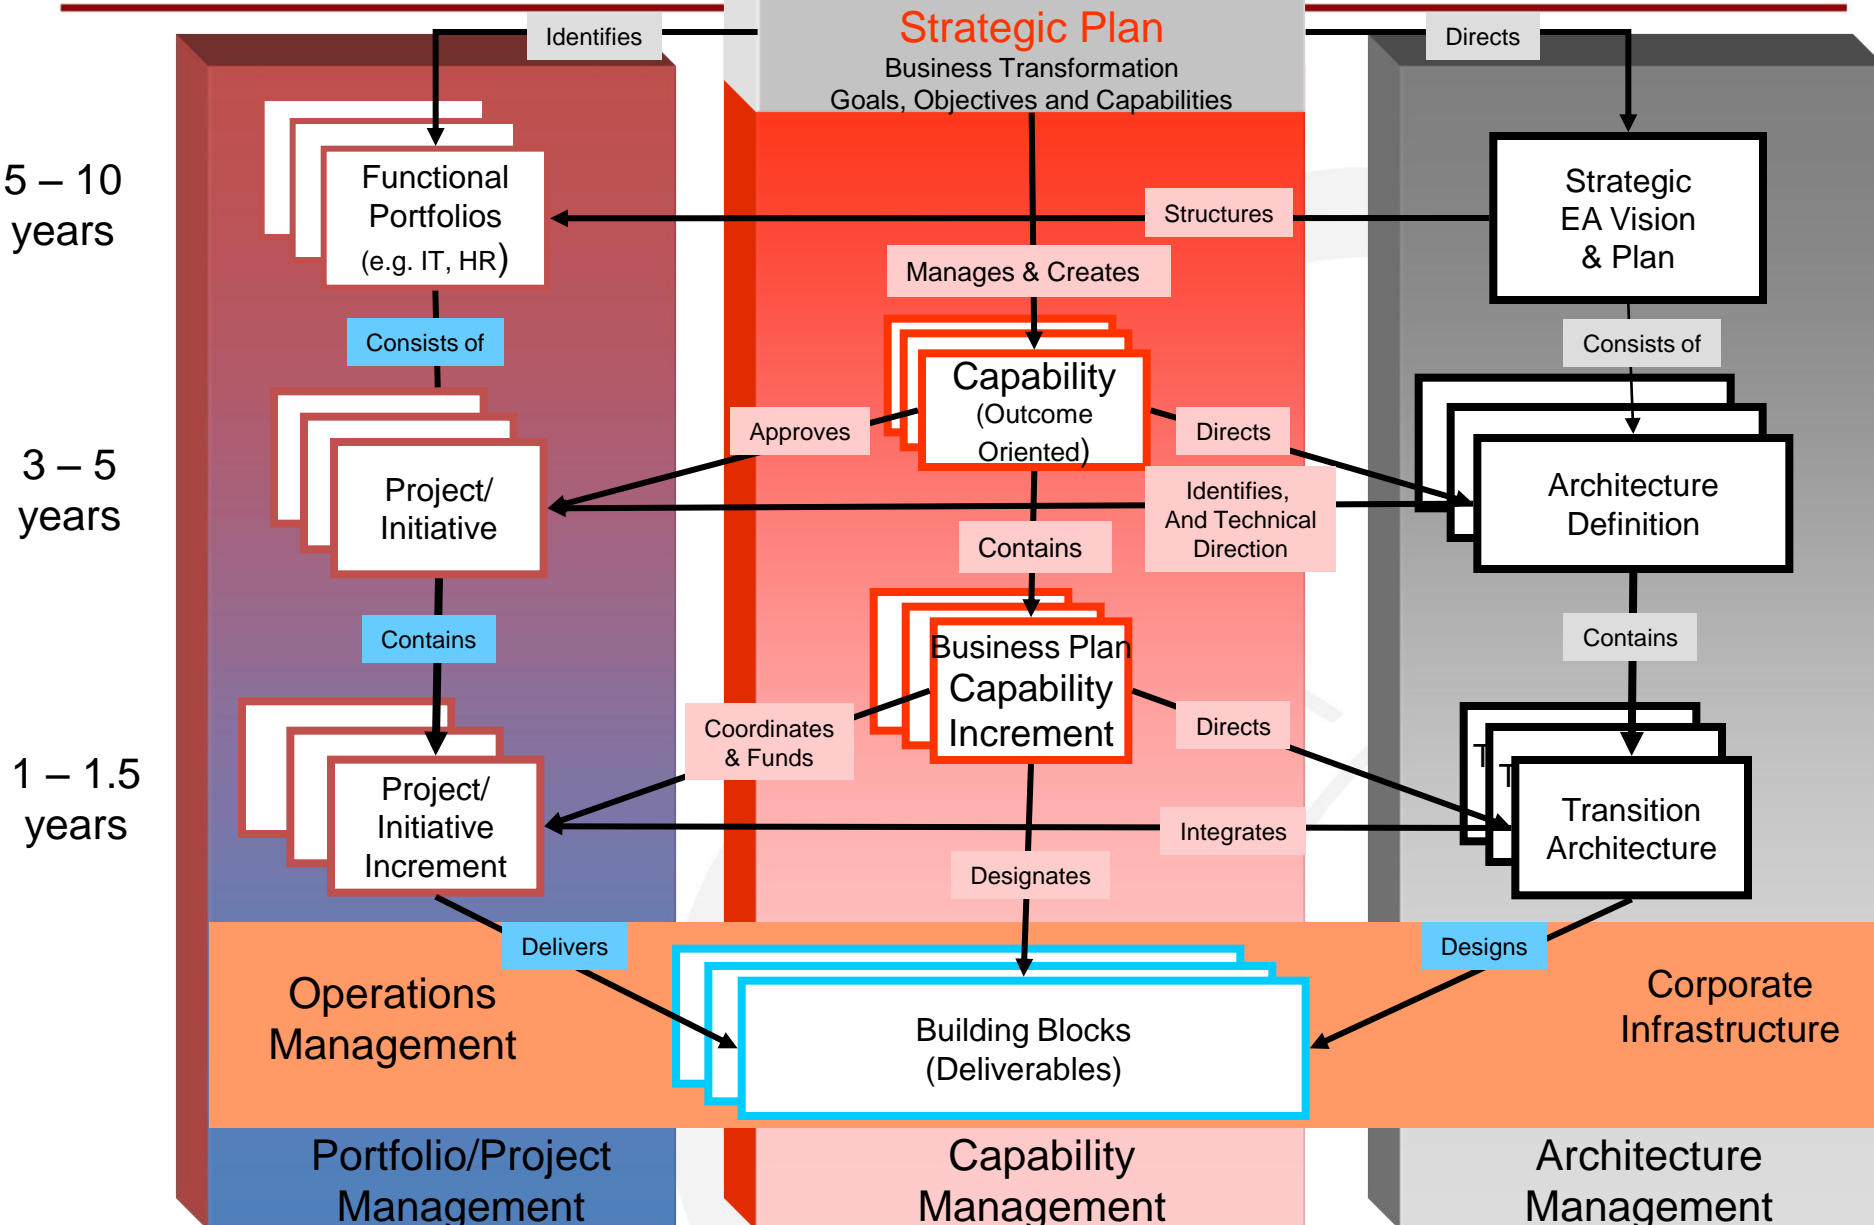 Strategic Plan
Business Transformation
Goals, Objectives and Capabilities
Identifies
Directs
5 – 10
years
Functional
Portfolios
(e.g. IT, HR)
Structures
Strategic
EA Vision
& Plan
Manages & Creates
Consists of
Consists of
Capability
(Outcome
Oriented)
Approves
Directs
3 – 5
years
Project/
Initiative
Identifies,
And Technical
Direction
Architecture
Definition
Contains
Contains
Contains
Business Plan
Capability
Increment
Coordinates
& Funds
Directs
1 – 1.5
years
Project/
Initiative
Increment
Integrates
T
T
Transition
Architecture
Designates
Delivers
Designs
Operations
Management
Building Blocks
(Deliverables)
Corporate
Infrastructure
Portfolio/Project
Management
Capability
Management
Architecture
Management